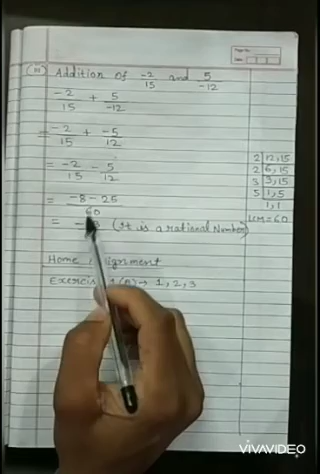 Page No.
Date
(iii) Addition of -2/15 and 5/-12
-2/15 + 5/-12
= -2/15 + -5/12
= -2/15 - 5/12
= -8-25/60
= (It is a rational Number)
2 | 12,15
2 | 6,15
3 | 3,15
5 | 1,5
1,1
LCM=60
Home
Exercise → 1,2,3
VIVAVIDEO